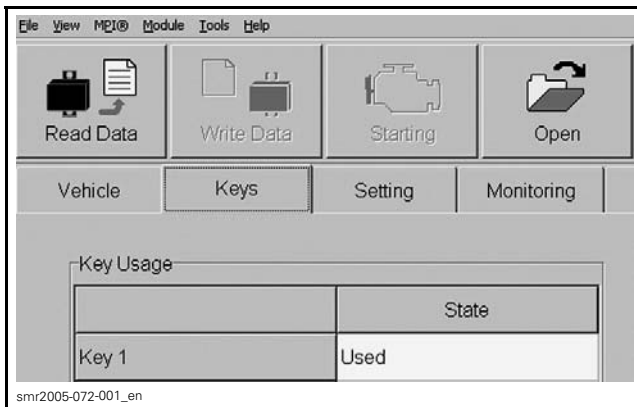 File View MPI® Module Tools Help
Read Data Write Data Starting Open
Vehicle Keys Setting Monitoring
Key Usage
State
Key 1 Used
smr2005-072-001_en